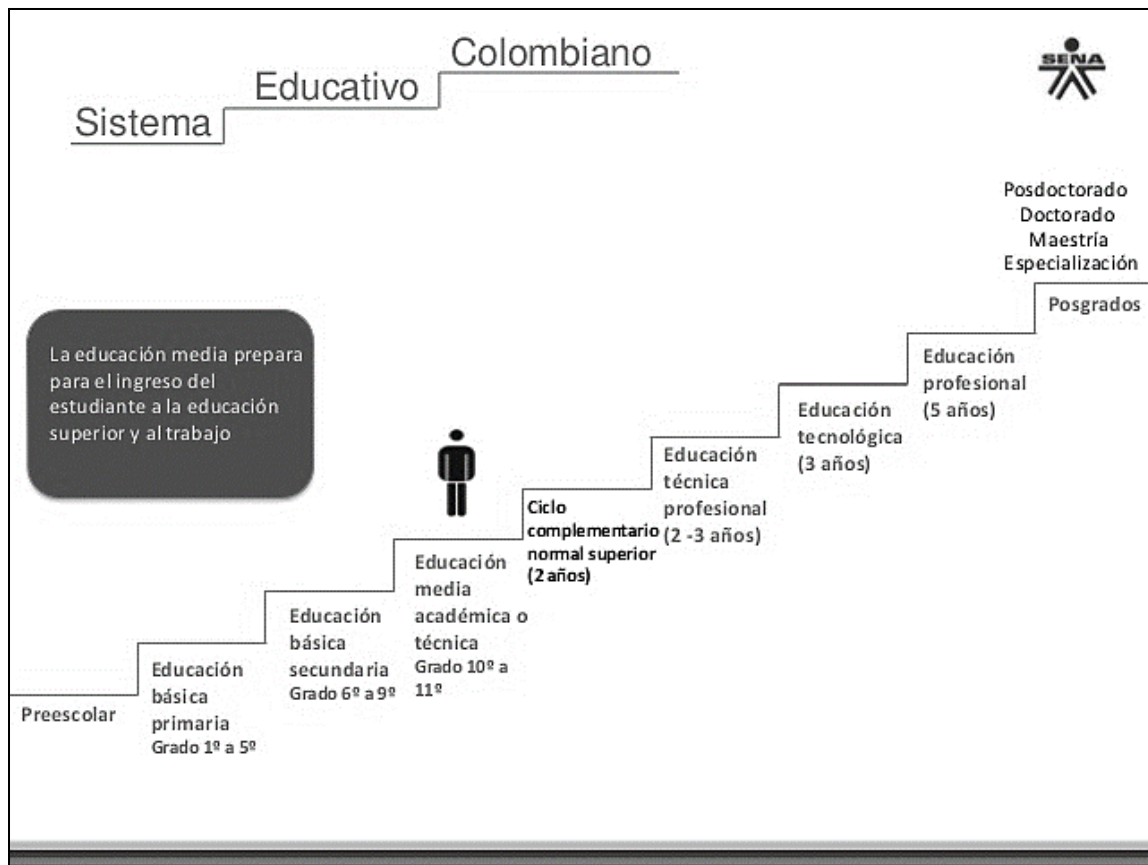 Sistema
Educativo
Colombiano
SENA
Posdoctorado
Doctorado
Maestría
Especialización
Posgrados
La educación media prepara
para el ingreso del
estudiante a la educación
superior y al trabajo
Preescolar
Educación
básica
primaria
Grado 1º a 5º
Educación
básica
secundaria
Grado 6º a 9º
Educación
media
académica o
técnica
Grado 10º a
11º
Ciclo
complementario
normal superior
(2 años)
Educación
técnica
profesional
(2 -3 años)
Educación
tecnológica
(3 años)
Educación
profesional
(5 años)